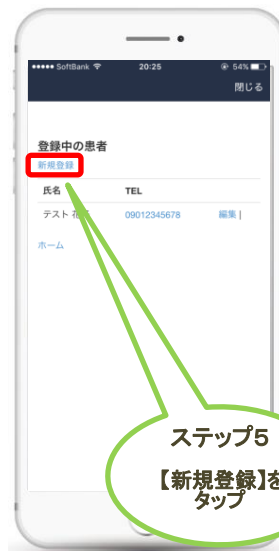 SoftBank 20:25 54%
閉じる
登録中の患者
新規登録
氏名 TEL
テスト 花 09012345678 編集 |
ホーム
ステップ5
【新規登録】を
タップ